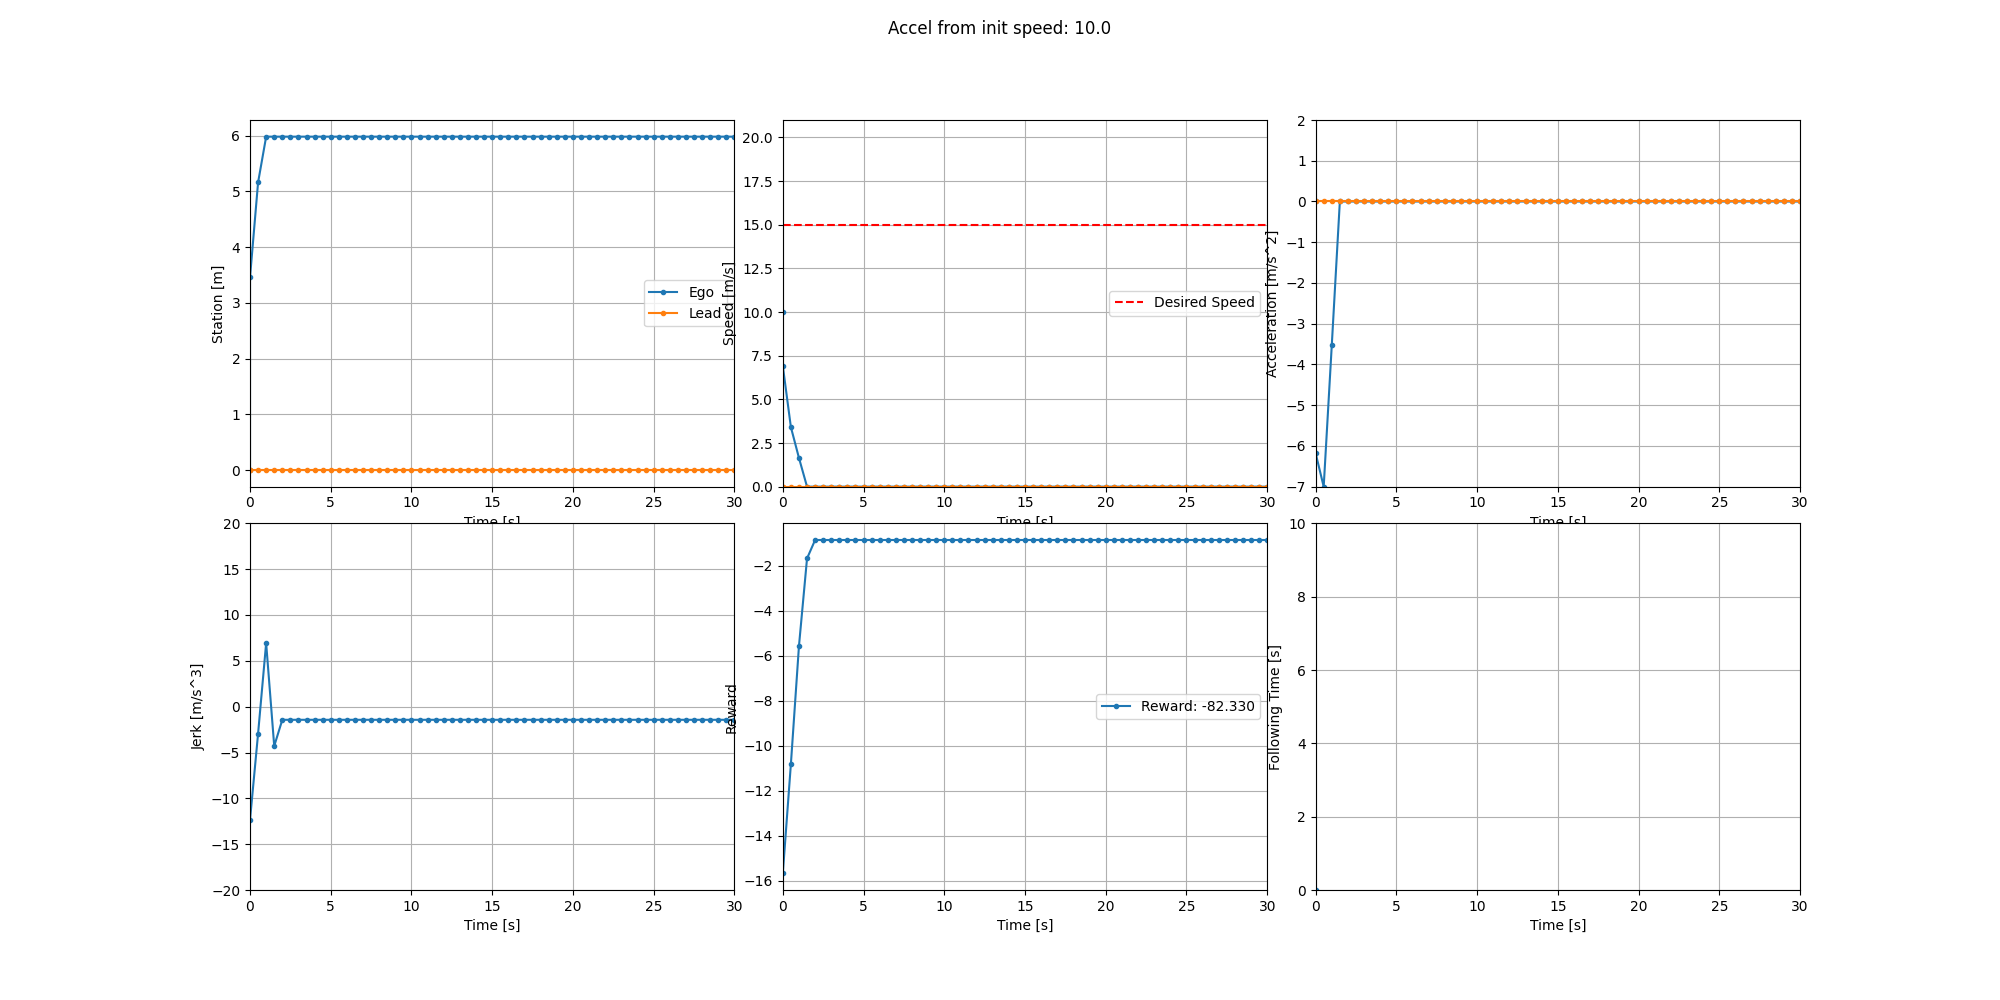 Accel from init speed: 10.0
Station [m]
6
5
4
3
2
1
0
0 5 10 15 20 25 30
Time [s]
Ego
Lead
Speed [m/s]
20.0
17.5
15.0
12.5
10.0
7.5
5.0
2.5
0.0
0 5 10 15 20 25 30
Time [s]
Desired Speed
Acceleration [m/s^2]
2
1
0
−1
−2
−3
−4
−5
−6
−7
0 5 10 15 20 25 30
Time [s]
Jerk [m/s^3]
20
15
10
5
0
−5
−10
−15
−20
0 5 10 15 20 25 30
Time [s]
Reward
−2
−4
−6
−8
−10
−12
−14
−16
0 5 10 15 20 25 30
Time [s]
Reward: -82.330
Following Time [s]
10
8
6
4
2
0
0 5 10 15 20 25 30
Time [s]